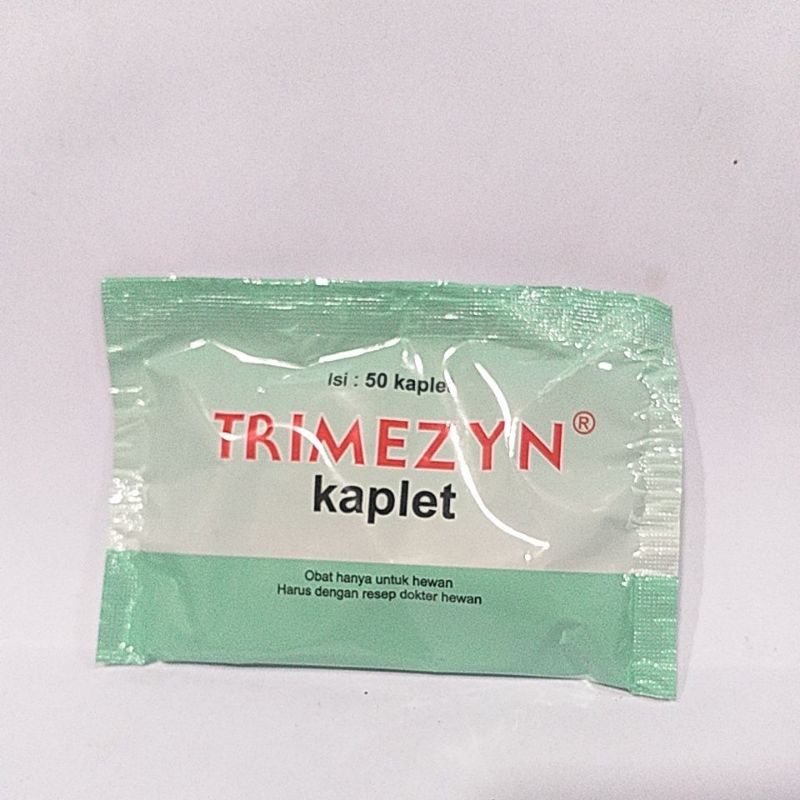 Isi : 50 kaplet
TRIMEZYN®
kaplet
Obat hanya untuk hewan
Harus dengan resep dokter hewan